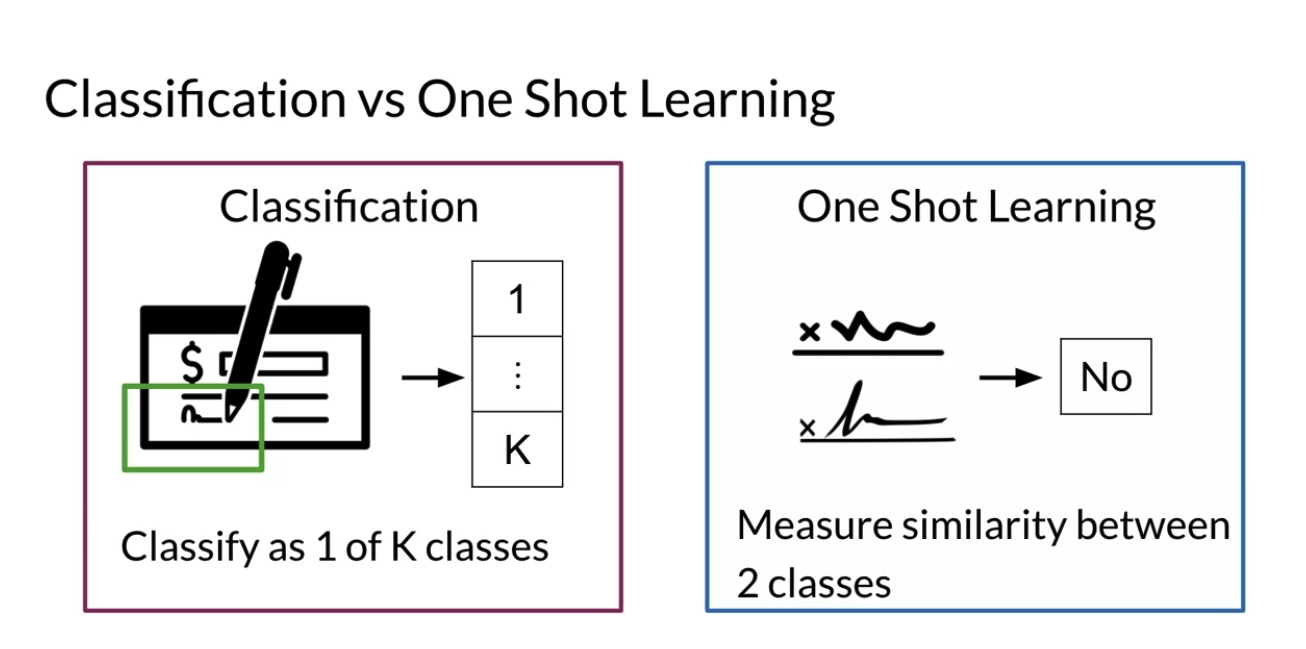 Classification vs One Shot Learning
Classification
$
1
⋮
K
Classify as 1 of K classes
One Shot Learning
x
x
No
Measure similarity between
2 classes